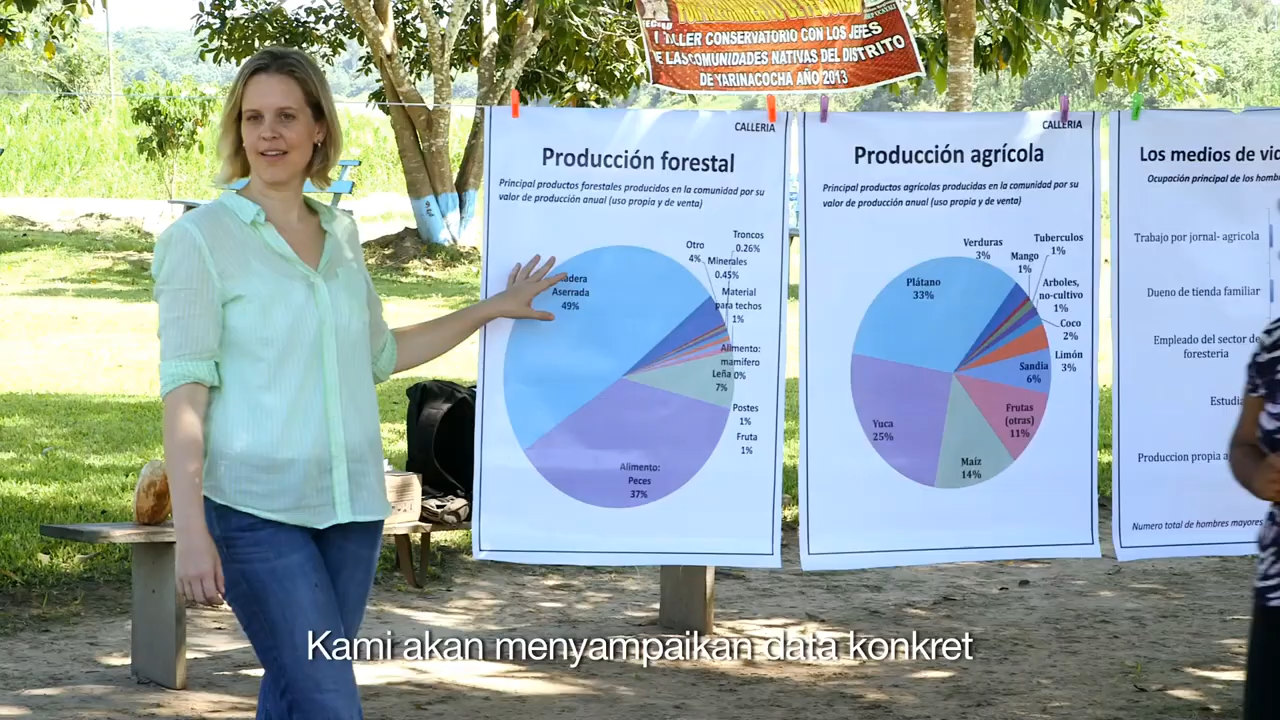 I TALLER CONSERVATORIO CON LOS JEFES
E LAS COMUNIDADES NATIVAS DEL DISTRITO
DE YARINACOCHA AÑO 2013
CALLERIA
Producción forestal
Principal productos forestales producidos en la comunidad por su
valor de producción anual (uso propia y de venta)
Troncos
0.26%
Otro
4%
Minerales
0.45%
Material
para techos
1%
adera
Aserrada
49%
Alimento:
mamifero
0%
Leña
7%
Postes
1%
Fruta
1%
Alimento:
Peces
37%
CALLERIA
Producción agrícola
Principal productos agrícolas producidas en la comunidad por su
valor de producción anual (uso propia y de venta)
Verduras
3%
Tuberculos
1%
Mango
1%
Plátano
33%
Arboles,
no-cultivo
1%
Coco
2%
Limón
3%
Sandia
6%
Frutas
(otras)
11%
Yuca
25%
Maíz
14%
Los medios de vid
Ocupación principal de los homb
Trabajo por jornal- agricola
Dueno de tienda familiar
Empleado del sector de
foresteria
Estudia
Produccion propia a
Numero total de hombres mayores
Kami akan menyampaikan data konkret